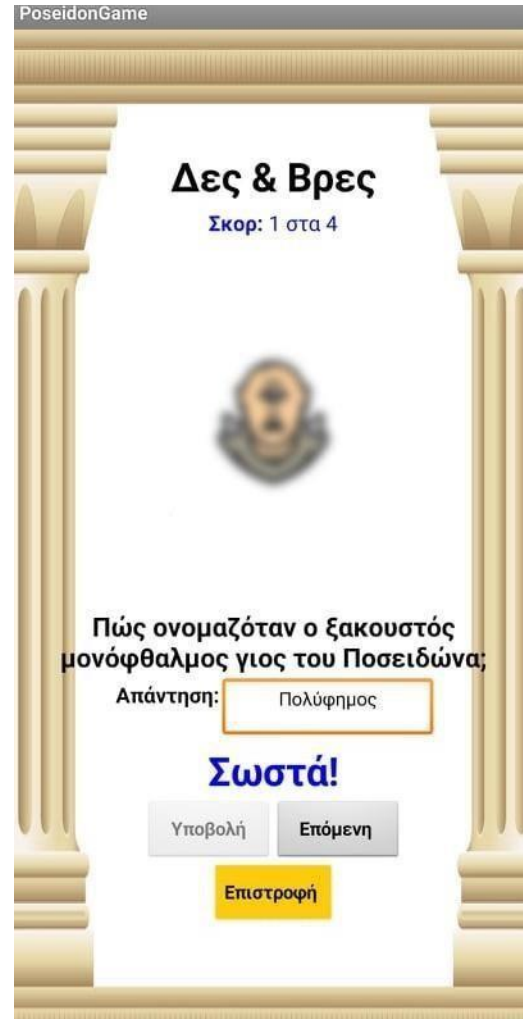 PoseidonGame
Δες & Βρες
Σκορ: 1 στα 4
Πώς ονομαζόταν ο ξακουστός
μονόφθαλμος γιος του Ποσειδώνα;
Απάντηση: Πολύφημος
Σωστά!
Υποβολή Επόμενη
Επιστροφή